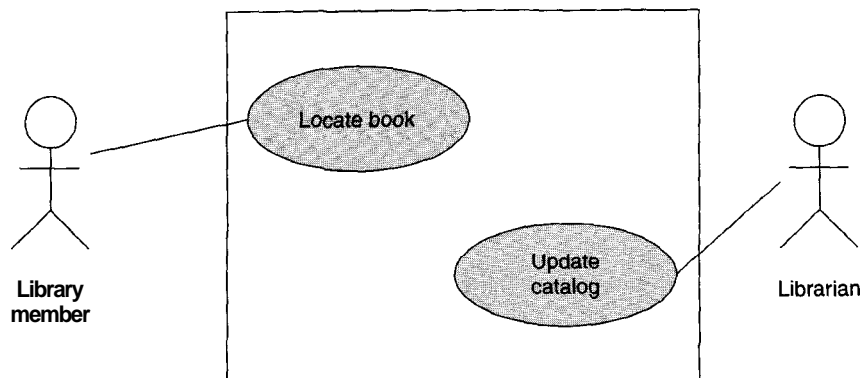 Locate book
Update
catalog
Library
member
Librarian